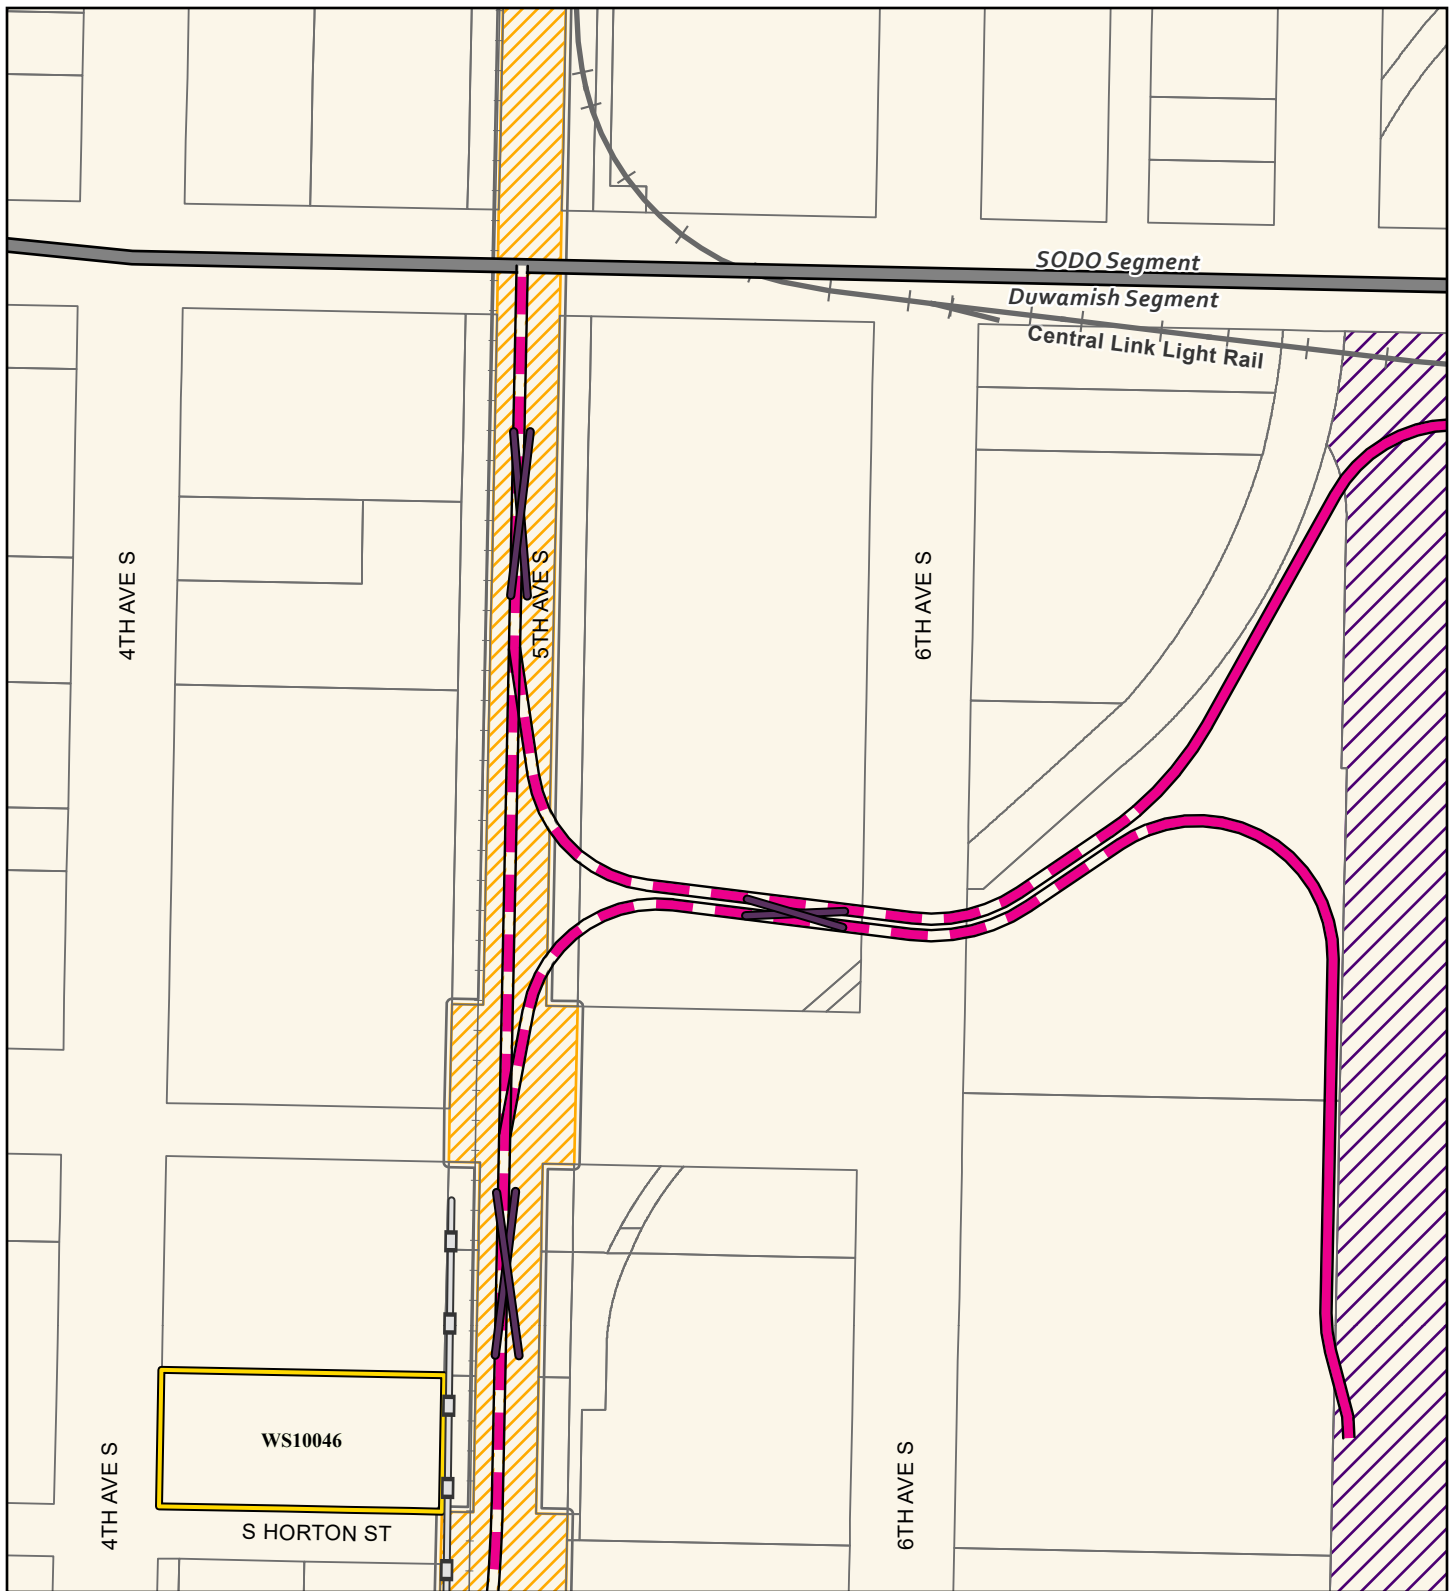 SODO Segment
Duwamish Segment
Central Link Light Rail
4TH AVE S
5TH AVE S
6TH AVE S
WS10046
4TH AVE S
S HORTON ST
6TH AVE S